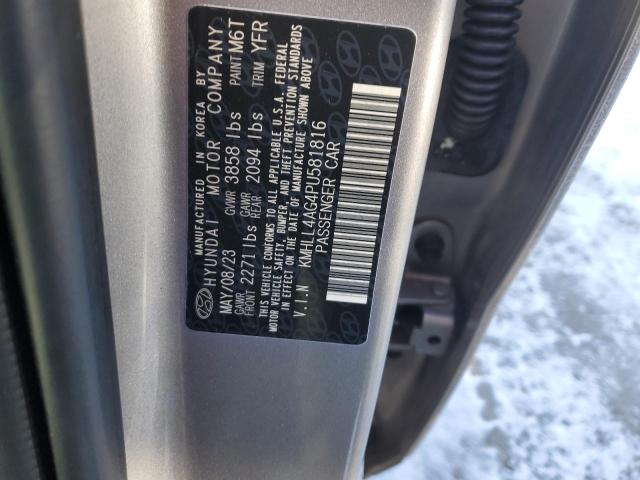 MANUFACTURED IN KOREA BY
HYUNDAI MOTOR COMPANY
MAY/08/23 GVWR 3858 lbs PAINT M6T
GAWR FRONT 2271 lbs GAWR REAR 2094 lbs TRIM YFR
THIS VEHICLE CONFORMS TO ALL APPLICABLE U.S.A. FEDERAL
MOTOR VEHICLE SAFETY, BUMPER, AND THEFT PREVENTION STANDARDS
IN EFFECT ON THE DATE OF MANUFACTURE SHOWN ABOVE
V.I.N KMHLL4AG4PU581816
PASSENGER CAR